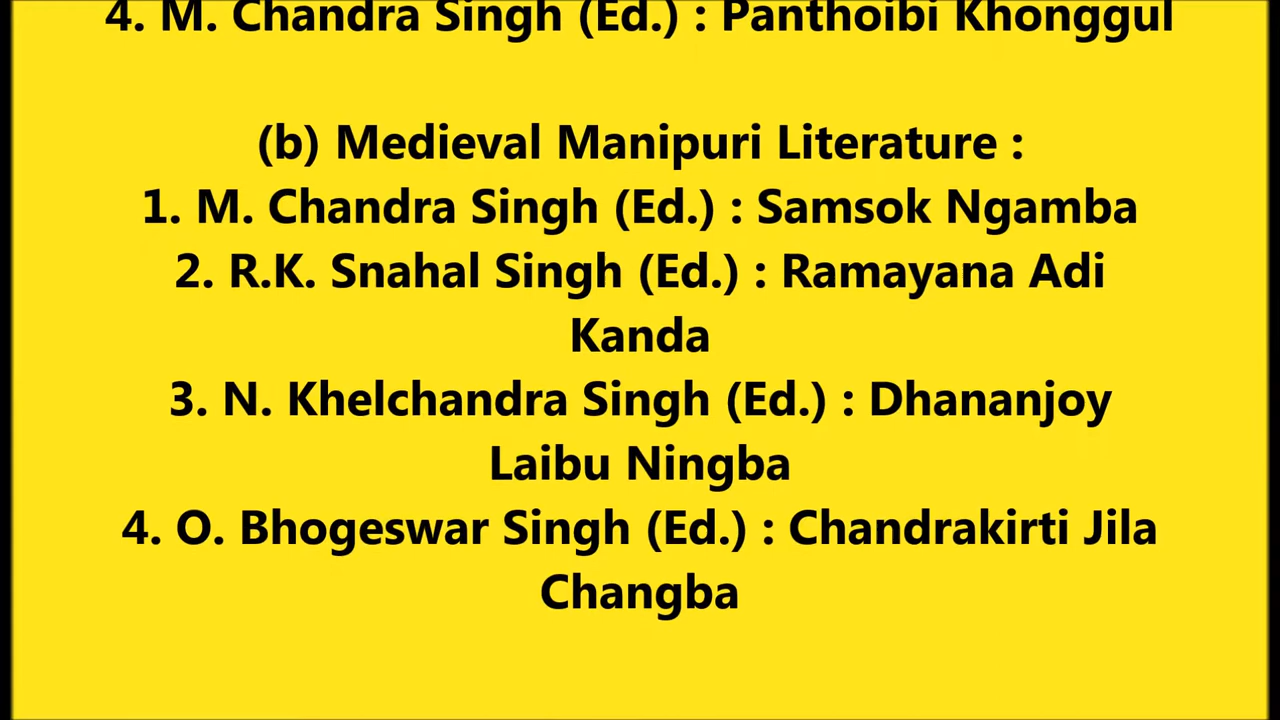 4. M. Chandra Singh (Ed.) : Panthoibi Khonggul
(b) Medieval Manipuri Literature :
1. M. Chandra Singh (Ed.) : Samsok Ngamba
2. R.K. Snahal Singh (Ed.) : Ramayana Adi
Kanda
3. N. Khelchandra Singh (Ed.) : Dhananjoy
Laibu Ningba
4. O. Bhogeswar Singh (Ed.) : Chandrakirti Jila
Changba